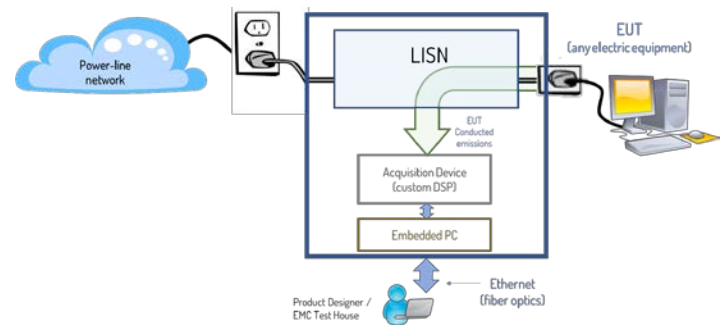 Power-line
network
LISN
EUT
(any electric equipment)
EUT
Conducted
emissions
Acquisition Device
(custom DSP)
Embedded PC
Product Designer /
EMC Test House
Ethernet
(fiber optics)